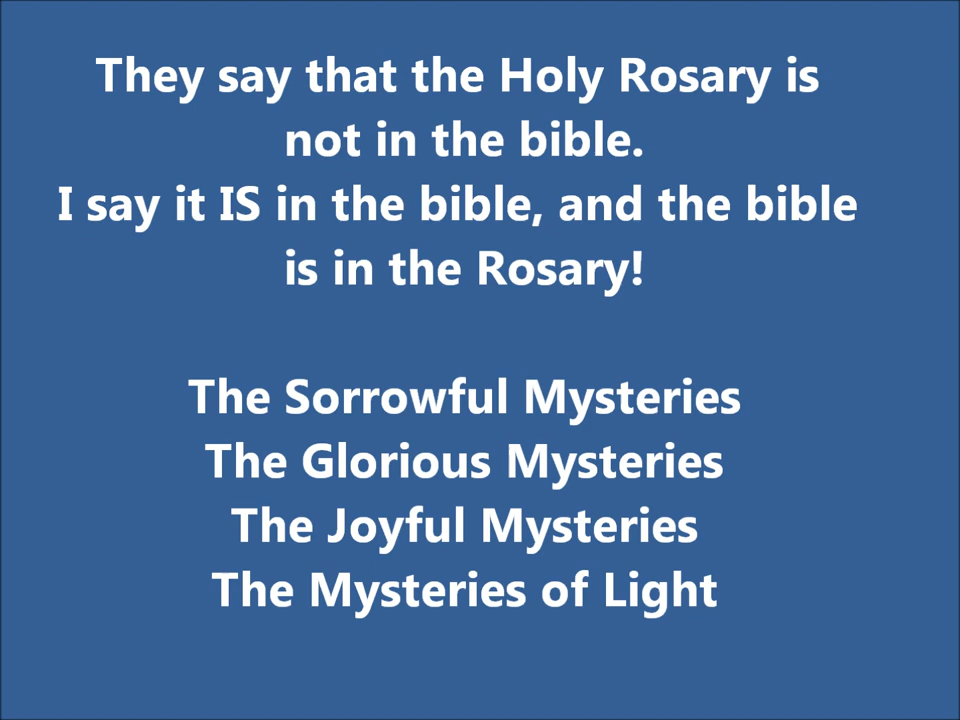 They say that the Holy Rosary is
not in the bible.
I say it IS in the bible, and the bible
is in the Rosary!
The Sorrowful Mysteries
The Glorious Mysteries
The Joyful Mysteries
The Mysteries of Light